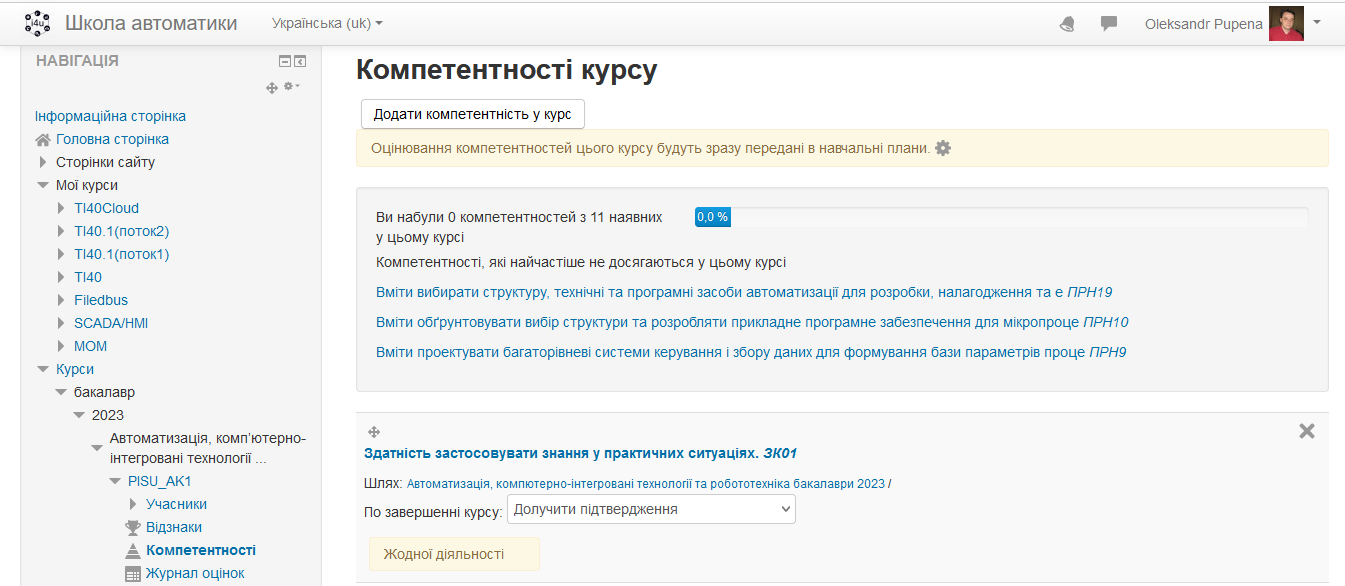 i4u
Школа автоматики
Українська (uk)
Oleksandr Pupena
НАВІГАЦІЯ
Інформаційна сторінка
Головна сторінка
Сторінки сайту
Мої курси
TI40Cloud
TI40.1(поток2)
TI40.1(поток1)
TI40
Filedbus
SCADA/HMI
MOM
Курси
бакалавр
2023
Автоматизація, комп’ютерно-
інтегровані технології ...
PISU_AK1
Учасники
Відзнаки
Компетентності
Журнал оцінок
Компетентності курсу
Додати компетентність у курс
Оцінювання компетентностей цього курсу будуть зразу передані в навчальні плани.
Ви набули 0 компетентностей з 11 наявних
у цьому курсі
0,0 %
Компетентності, які найчастіше не досягаються у цьому курсі
Вміти вибирати структуру, технічні та програмні засоби автоматизації для розробки, налагодження та е ПРН19
Вміти обґрунтовувати вибір структури та розробляти прикладне програмне забезпечення для мікропроце ПРН10
Вміти проектувати багаторівневі системи керування і збору даних для формування бази параметрів проце ПРН9
Здатність застосовувати знання у практичних ситуаціях. ЗК01
Шлях: Автоматизація, компютерно-інтегровані технології та робототехніка бакалаври 2023 /
По завершенні курсу: Долучити підтвердження
Жодної діяльності